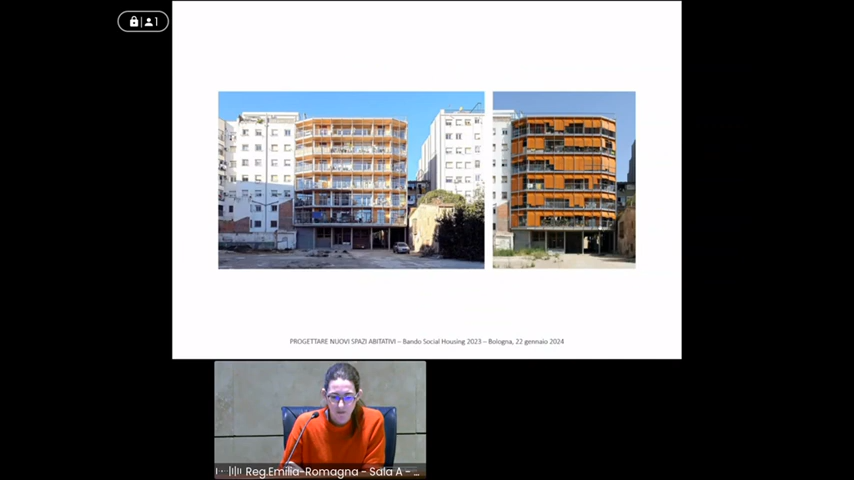 1
PROGETTARE NUOVI SPAZI ABITATIVI – Bando Social Housing 2023 – Bologna, 22 gennaio 2024
Reg.Emilia-Romagna - Sala A - ...